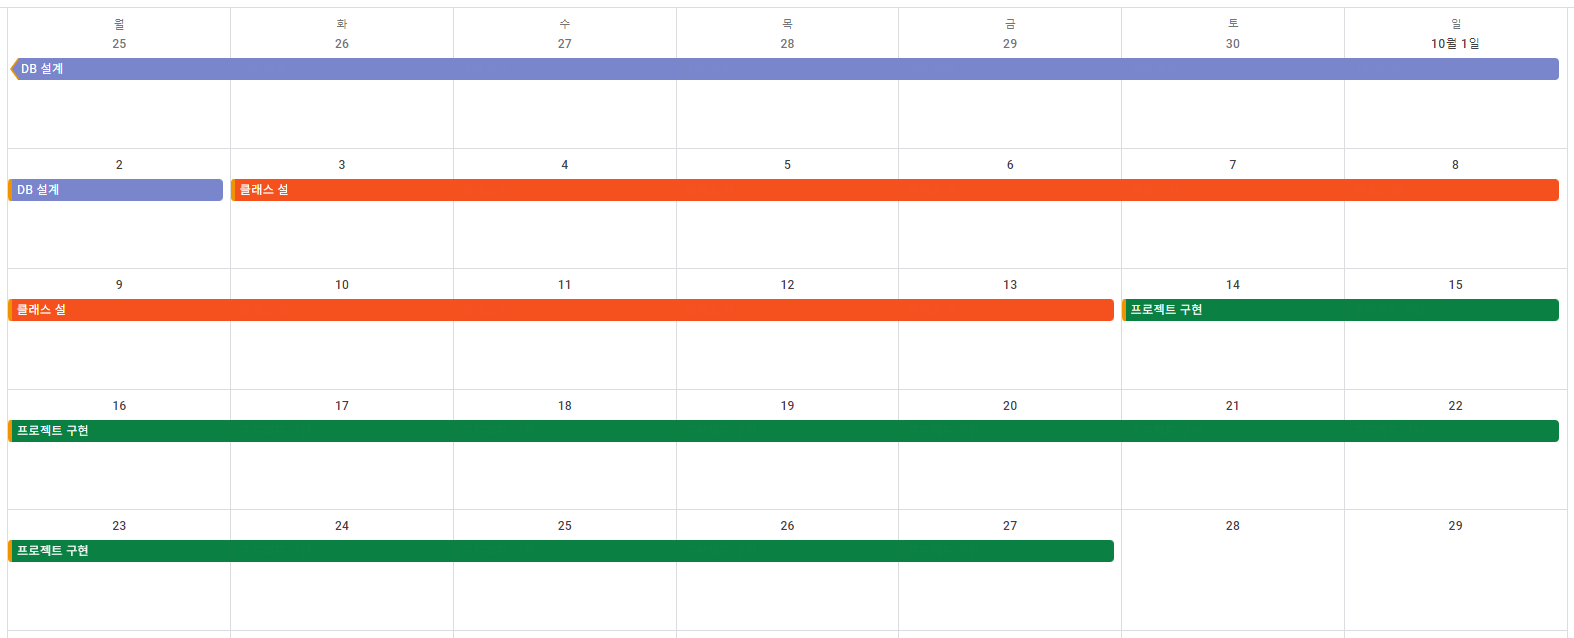 월 화 수 목 금 토 일
25 26 27 28 29 30 10월 1일
DB 설계
2 3 4 5 6 7 8
DB 설계 클래스 설
9 10 11 12 13 14 15
클래스 설 프로젝트 구현
16 17 18 19 20 21 22
프로젝트 구현
23 24 25 26 27 28 29
프로젝트 구현